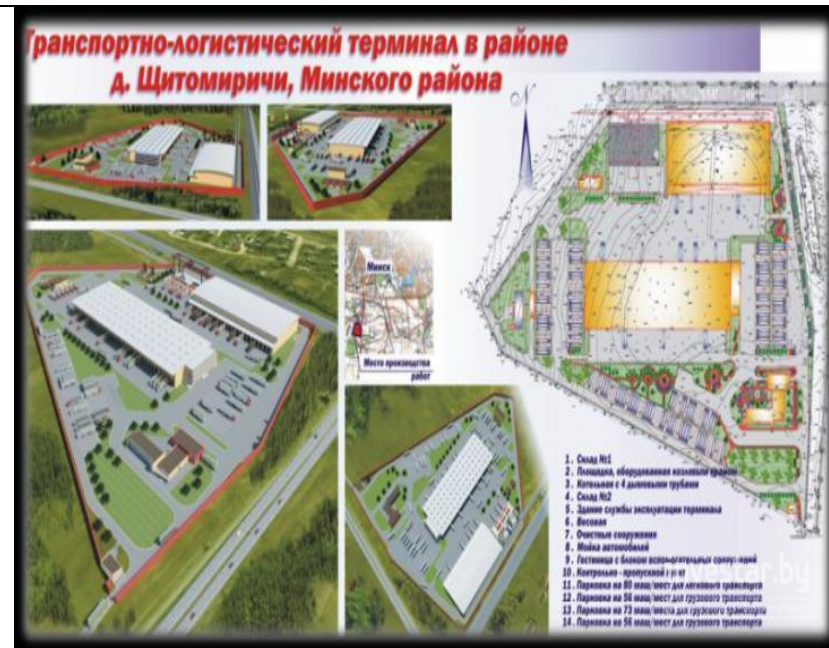 Транспортно-логистический терминал в районе
д. Щитомиричи, Минского района
N
Минск
Место производства
работ
1. Склад №1
2. Площадка, оборудованная козловым краном
3. Котельная с 4 дымовыми трубами
4. Склад №2
5. Здание службы эксплуатации терминала
6. Весовая
7. Очистные сооружения
8. Мойка автомобилей
9. Гостиница с блоком вспомогательных сооружений
10. Контрольно-пропускной пункт
11. Парковка на 80 маш/мест для легкового транспорта
12. Парковка на 56 маш/мест для грузового транспорта
13. Парковка на 73 маш/места для грузового транспорта
14. Парковка на 56 маш/мест для грузового транспорта
investar.by